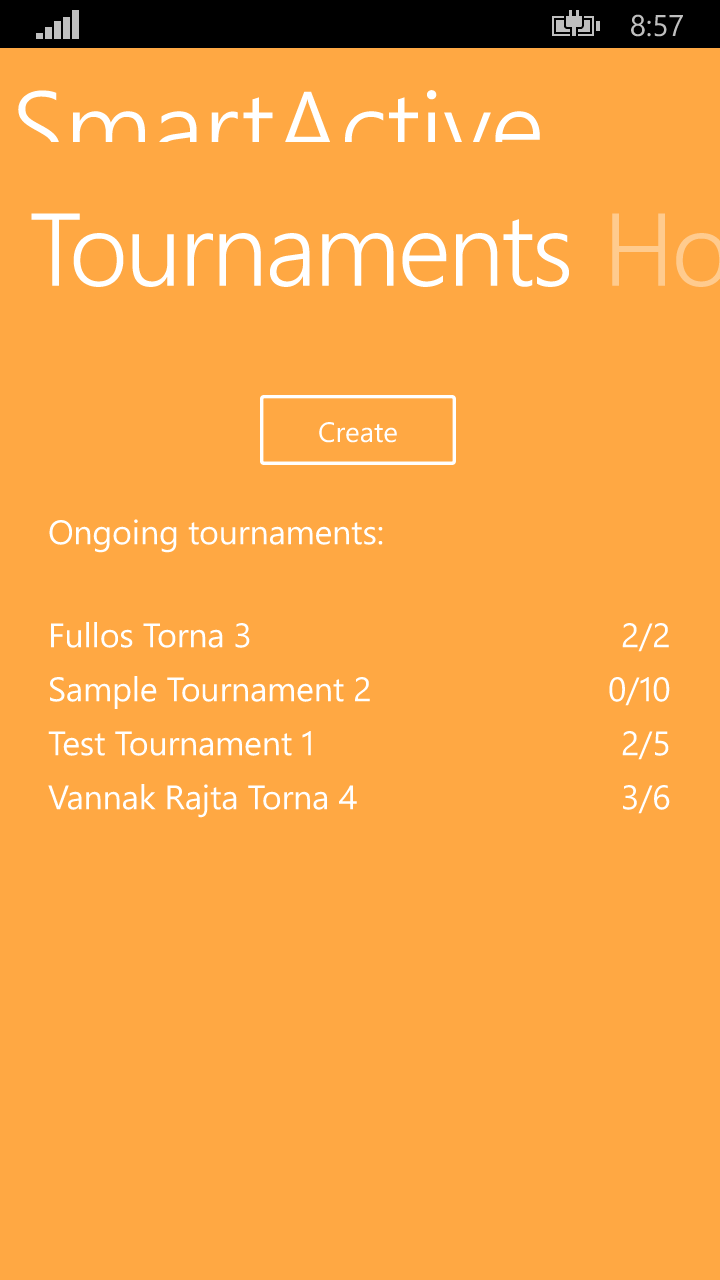 8:57
SmartActive
Tournaments Ho
Create
Ongoing tournaments:
Fullos Torna 3 2/2
Sample Tournament 2 0/10
Test Tournament 1 2/5
Vannak Rajta Torna 4 3/6